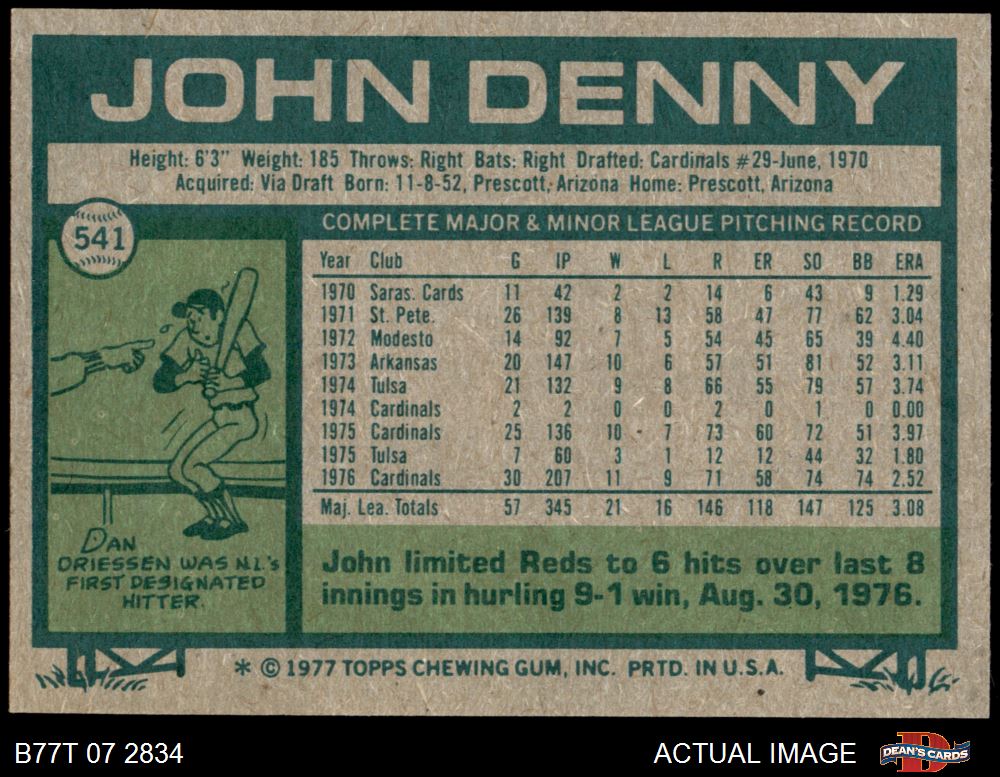 JOHN DENNY
Height: 6'3" Weight: 185 Throws: Right Bats: Right Drafted: Cardinals #29-June, 1970
Acquired: Via Draft Born: 11-8-52, Prescott, Arizona Home: Prescott, Arizona
541
COMPLETE MAJOR & MINOR LEAGUE PITCHING RECORD
Year Club G IP W L R ER SO BB ERA
1970 Saras. Cards 11 42 2 2 14 6 43 9 1.29
1971 St. Pete. 26 139 8 13 58 47 77 62 3.04
1972 Modesto 14 92 7 5 54 45 65 39 4.40
1973 Arkansas 20 147 10 6 57 51 81 52 3.11
1974 Tulsa 21 132 9 8 66 55 79 57 3.74
1974 Cardinals 2 2 0 0 2 0 1 0 0.00
1975 Cardinals 25 136 10 7 73 60 72 51 3.97
1975 Tulsa 7 60 3 1 12 12 44 32 1.80
1976 Cardinals 30 207 11 9 71 58 74 74 2.52
Maj. Lea. Totals 57 345 21 16 146 118 147 125 3.08
DAN
DRIESSEN WAS N.L.'s
FIRST DESIGNATED
HITTER.
John limited Reds to 6 hits over last 8
innings in hurling 9-1 win, Aug. 30, 1976.
* © 1977 TOPPS CHEWING GUM, INC. PRTD. IN U.S.A.
B77T 07 2834
ACTUAL IMAGE
D
DEAN'S CARDS